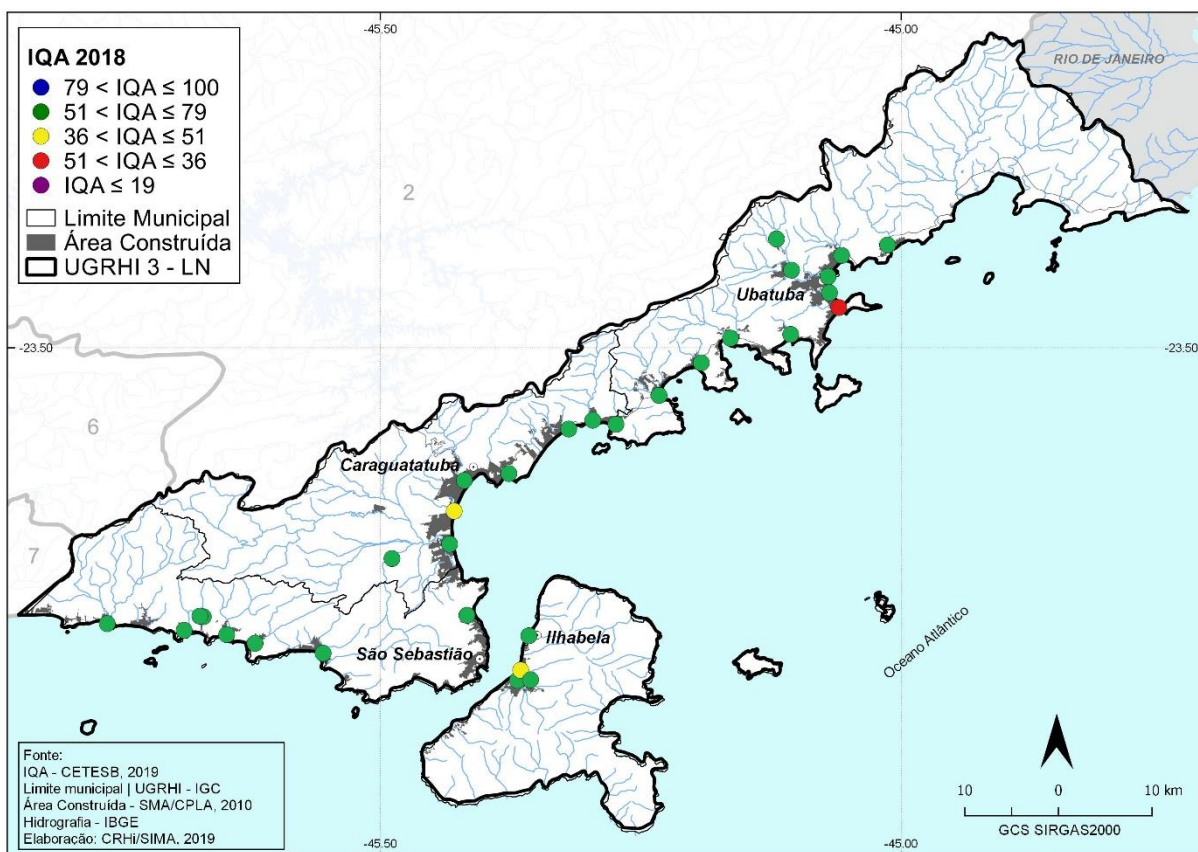 -45.50
-45.00
IQA 2018
79 < IQA ≤ 100
51 < IQA ≤ 79
36 < IQA ≤ 51
51 < IQA ≤ 36
IQA ≤ 19
Limite Municipal
Área Construída
UGRHI 3 - LN
RIO DE JANEIRO
2
Ubatuba
-23.50
-23.50
6
Caraguatatuba
7
Ilhabela
São Sebastião
Oceano Atlântico
Fonte:
IQA - CETESB, 2019
Limite municipal | UGRHI - IGC
Área Construída - SMA/CPLA, 2010
Hidrografia - IBGE
Elaboração: CRHi/SIMA, 2019
10 0 10 km
GCS SIRGAS2000
-45.50
-45.00